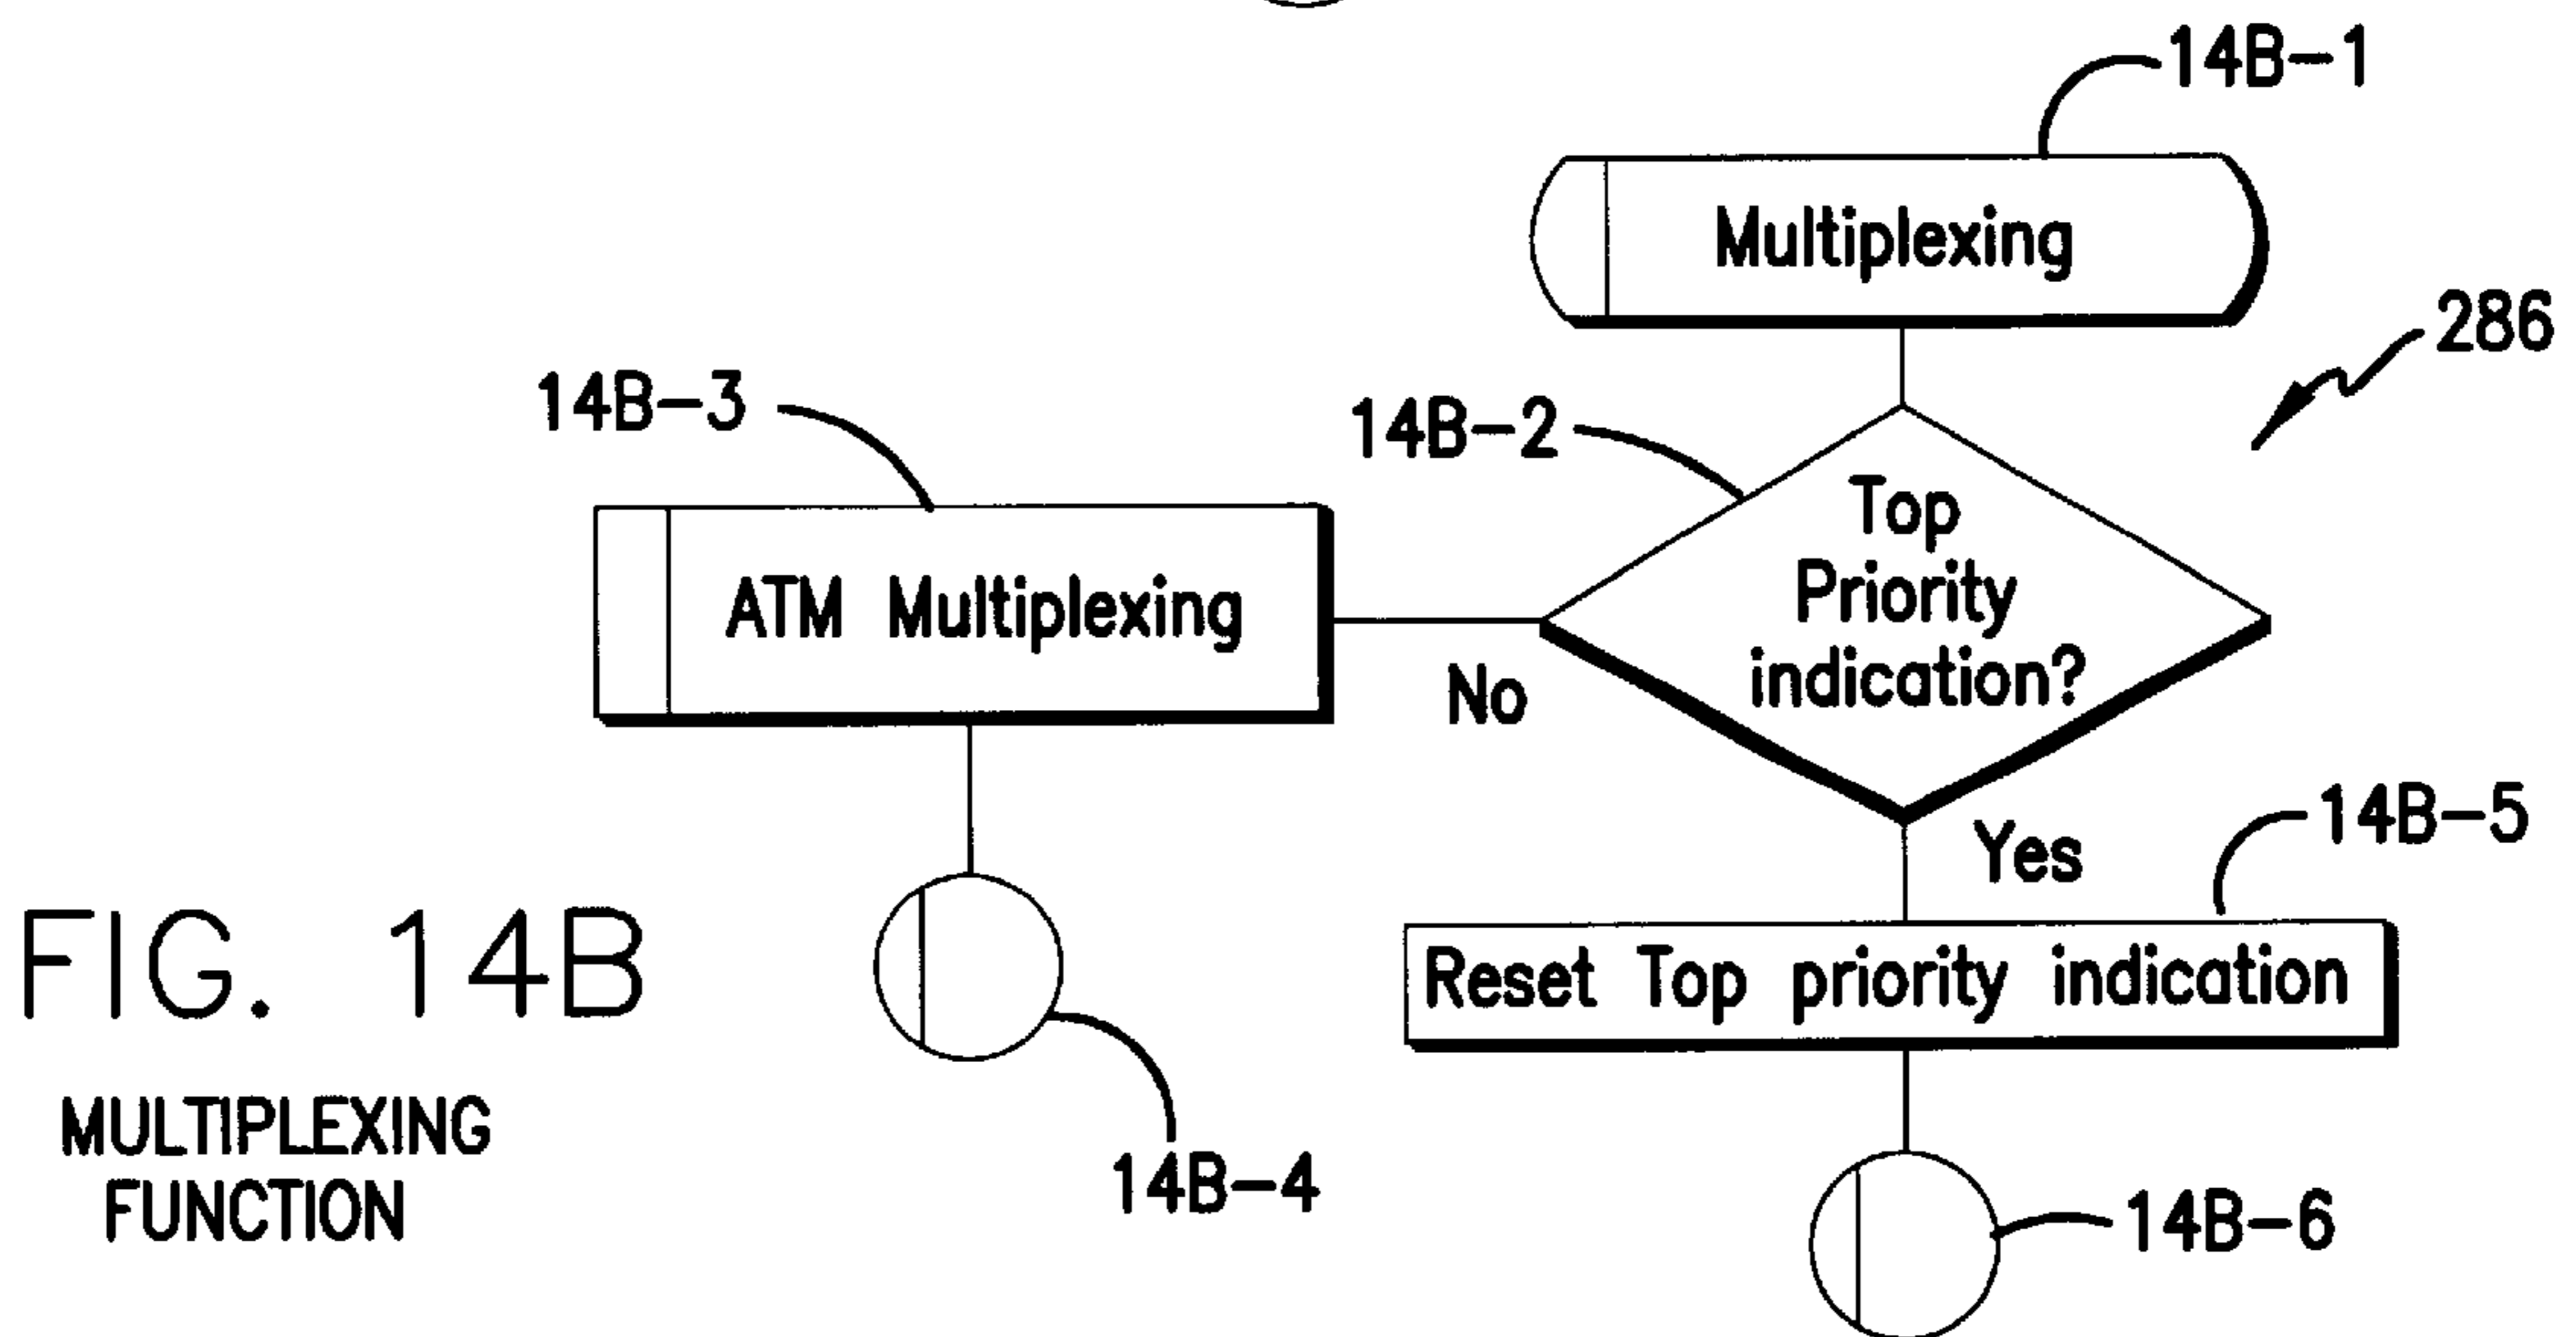 14B-1
Multiplexing
286
14B-2
Top
Priority
indication?
14B-3
ATM Multiplexing
No
Yes
14B-5
Reset Top priority indication
14B-4
14B-6
FIG. 14B
MULTIPLEXING
FUNCTION